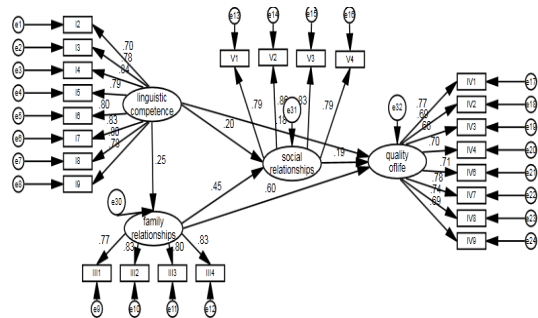 e13 e14 e15 e16
V1 V2 V3 V4
.79 .83 .79
e1 I2 .70
e2 I3 .78
e3 I4 .84
e4 I5 .79
e5 I6 .80
e6 I7 .83
e7 I8
e8 I9 .78
linguistic
competence
.20
.18
.25
e31
social
relationships
.19
e32
quality
oflife
.45
.60
e30
family
relationships
.77 .83 .80 .83
III1 III2 III3 III4
e9 e10 e11 e12
.77 IV1 e17
.69 IV2 e18
.68 IV3 e19
.70 IV4 e20
.71 IV6 e21
.78 IV7 e22
.74 IV8 e23
.69 IV9 e24